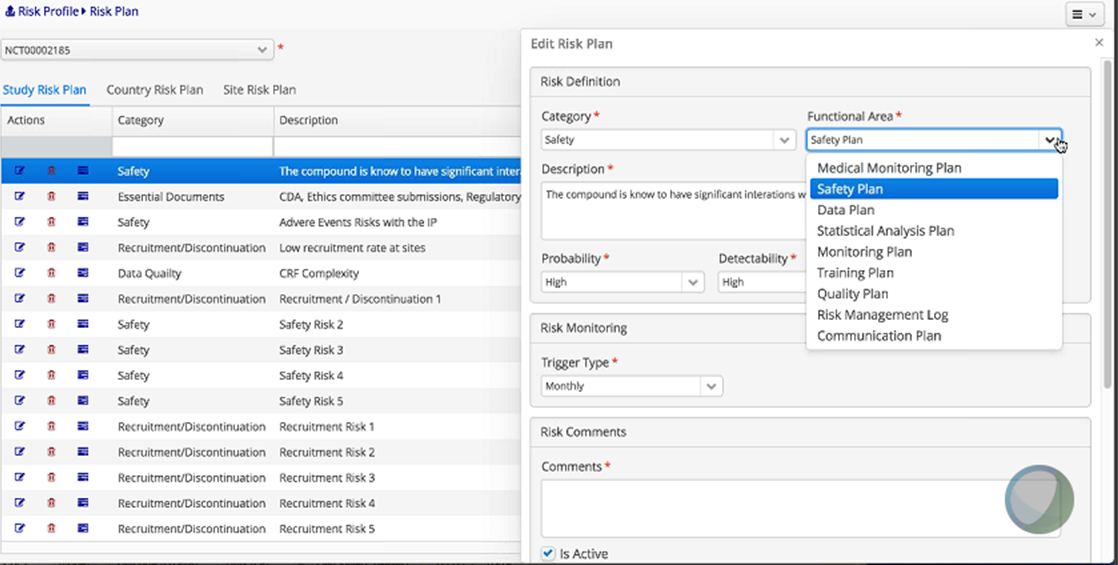 Risk Profile Risk Plan
NCT00002185 *
Study Risk Plan Country Risk Plan Site Risk Plan
Actions Category Description
Safety The compound is know to have significant inter
Essential Documents CDA, Ethics committee submissions, Regulatory
Safety Advere Events Risks with the IP
Recruitment/Discontinuation Low recruitment rate at sites
Data Quailty CRF Complexity
Recruitment/Discontinuation Recruitment / Discontinuation 1
Safety Safety Risk 2
Safety Safety Risk 3
Safety Safety Risk 4
Safety Safety Risk 5
Recruitment/Discontinuation Recruitment Risk 1
Recruitment/Discontinuation Recruitment Risk 2
Recruitment/Discontinuation Recruitment Risk 3
Recruitment/Discontinuation Recruitment Risk 4
Recruitment/Discontinuation Recruitment Risk 5
Edit Risk Plan
Risk Definition
Category * Functional Area *
Safety Safety Plan
Medical Monitoring Plan
Safety Plan
Data Plan
Statistical Analysis Plan
Monitoring Plan
Training Plan
Quality Plan
Risk Management Log
Communication Plan
Description *
The compound is know to have significant interations w
Probability * Detectability *
High High
Risk Monitoring
Trigger Type *
Monthly
Risk Comments
Comments *
Is Active